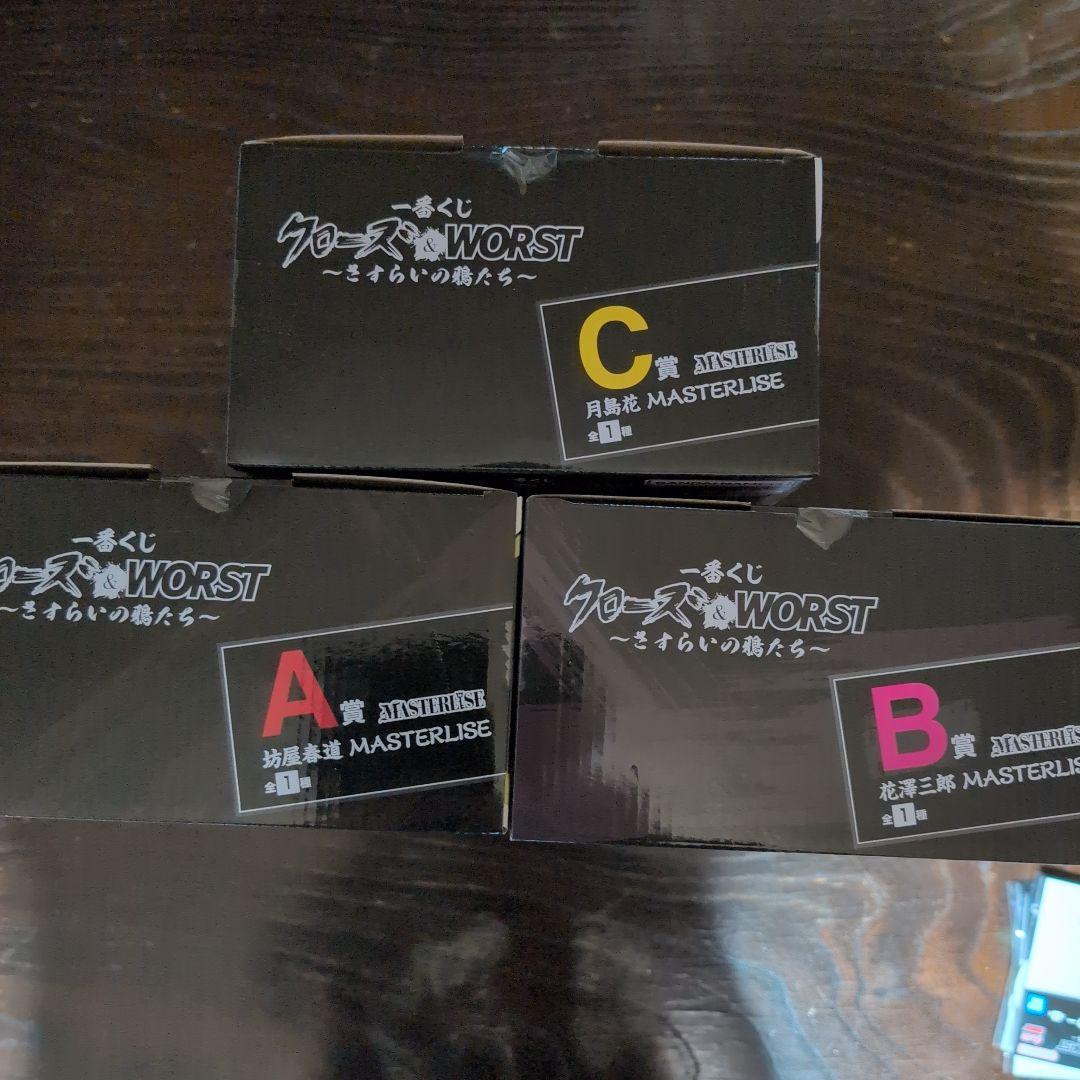 一番くじ
クローズ&WORST
～さすらいの鴉たち～
C賞 MASTERLISE
月島花 MASTERLISE
全1種
一番くじ
ローズ&WORST
～さすらいの鴉たち～
A賞 MASTERLISE
坊屋春道 MASTERLISE
全1種
一番くじ
クローズ&WORST
～さすらいの鴉たち～
B賞 MASTERLIS
花澤三郎 MASTERLIS
全1種